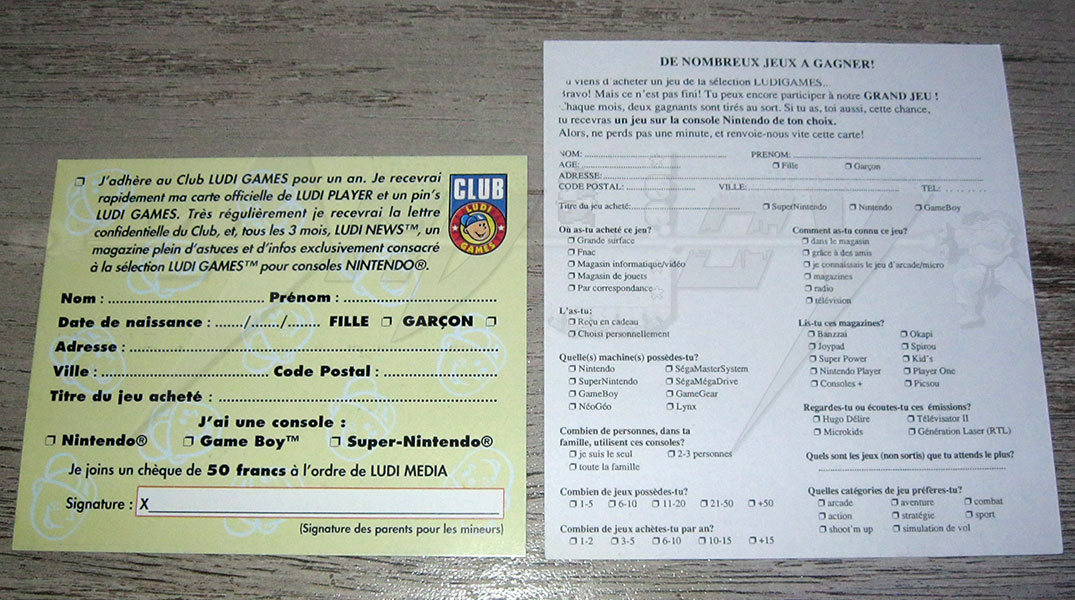 J'adhère au Club LUDI GAMES pour un an. Je recevrai
rapidement ma carte officielle de LUDI PLAYER et un pin's
LUDI GAMES. Très régulièrement je recevrai la lettre
confidentielle du Club, et, tous les 3 mois, LUDI NEWS™, un
magazine plein d'astuces et d'infos exclusivement consacré
à la sélection LUDI GAMES™ pour consoles NINTENDO®.
CLUB
LUDI
GAMES
Nom : Prénom :
Date de naissance : ......./......./........ FILLE GARÇON
Adresse :
Ville : Code Postal :
Titre du jeu acheté :
J'ai une console :
Nintendo® Game Boy™ Super-Nintendo®
Je joins un chèque de 50 francs à l'ordre de LUDI MEDIA
Signature : X
(Signature des parents pour les mineurs)
DE NOMBREUX JEUX A GAGNER!
u viens d'acheter un jeu de la sélection LUDIGAMES...
Bravo! Mais ce n'est pas fini! Tu peux encore participer à notre GRAND JEU !
Chaque mois, deux gagnants sont tirés au sort. Si tu as, toi aussi, cette chance,
tu recevras un jeu sur la console Nintendo de ton choix.
Alors, ne perds pas une minute, et renvoie-nous vite cette carte!
NOM: PRENOM:
AGE: Fille Garçon
ADRESSE:
CODE POSTAL: VILLE: TEL:
Titre du jeu acheté: SuperNintendo Nintendo GameBoy
Où as-tu acheté ce jeu?
Grande surface
Fnac
Magasin informatique/vidéo
Magasin de jouets
Par correspondance
L'as-tu:
Reçu en cadeau
Choisi personnellement
Quelle(s) machine(s) possèdes-tu?
Nintendo SégaMasterSystem
SuperNintendo SégaMégaDrive
GameBoy GameGear
NéoGéo Lynx
Combien de personnes, dans ta
famille, utilisent ces consoles?
je suis le seul 2-3 personnes
toute la famille
Combien de jeux possèdes-tu?
1-5 6-10 11-20 21-50 +50
Combien de jeux achètes-tu par an?
1-2 3-5 6-10 10-15 +15
Comment as-tu connu ce jeu?
dans le magasin
grâce à des amis
je connaissais le jeu d'arcade/micro
magazines
radio
télévision
Lis-tu ces magazines?
Banzzaï Okapi
Joypad Spirou
Super Power Kid's
Nintendo Player Player One
Consoles + Picsou
Regardes-tu ou écoutes-tu ces émissions?
Hugo Délire Télévisator II
Microkids Génération Laser (RTL)
Quels sont les jeux (non sortis) que tu attends le plus?
Quelles catégories de jeu préfères-tu?
arcade aventure combat
action stratégie sport
shoot'm up simulation de vol